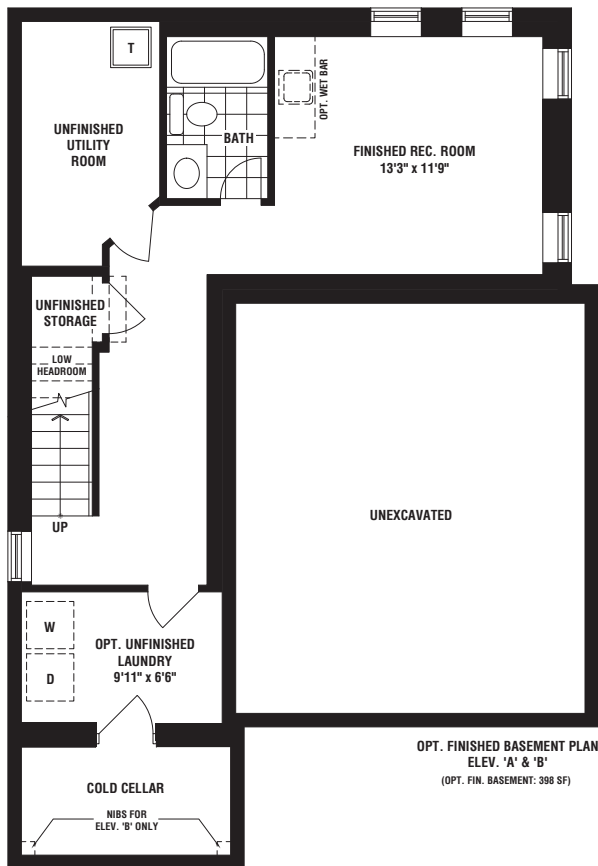 T
UNFINISHED
UTILITY
ROOM
BATH
OPT. WET BAR
FINISHED REC. ROOM
13'3" x 11'9"
UNFINISHED
STORAGE
LOW
HEADROOM
UP
UNEXCAVATED
W
D
OPT. UNFINISHED
LAUNDRY
9'11" x 6'6"
COLD CELLAR
NIBS FOR
ELEV. 'B' ONLY
OPT. FINISHED BASEMENT PLAN
ELEV. 'A' & 'B'
(OPT. FIN. BASEMENT: 398 SF)